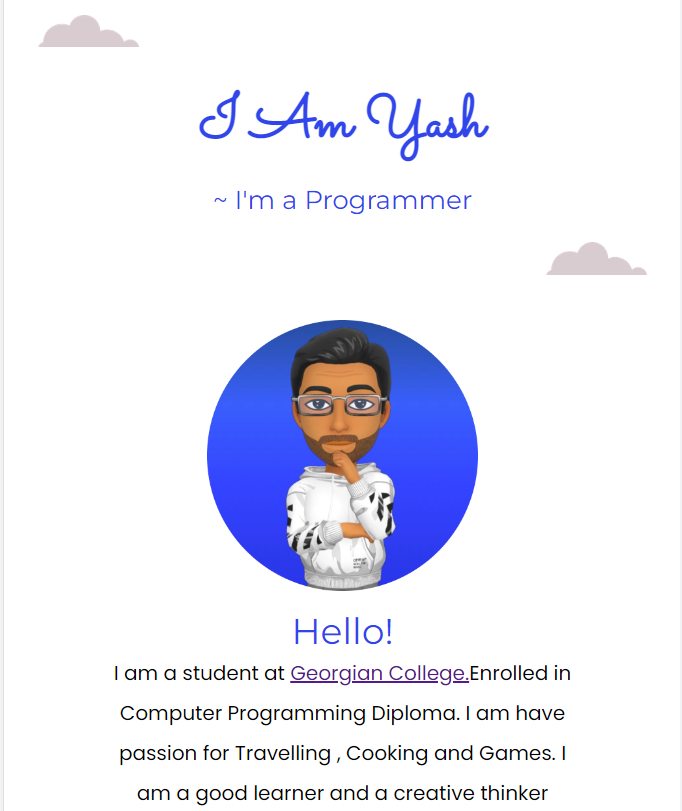 I Am Yash
~ I'm a Programmer
Hello!
I am a student at Georgian College.Enrolled in
Computer Programming Diploma. I am have
passion for Travelling , Cooking and Games. I
am a good learner and a creative thinker